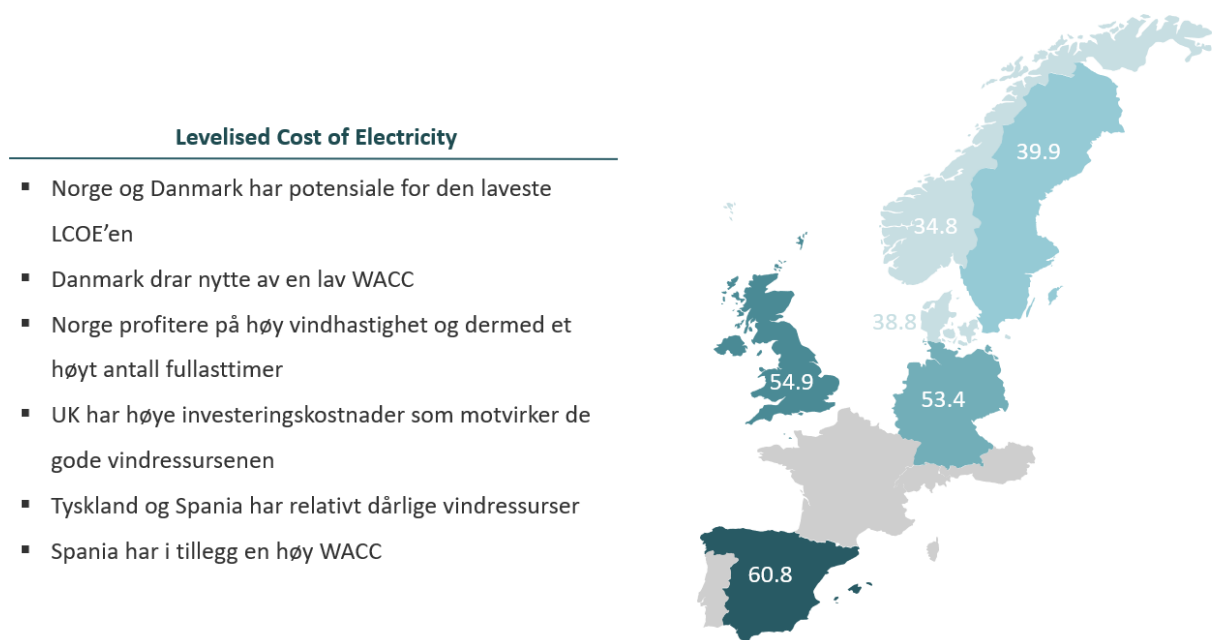 Levelised Cost of Electricity
▪ Norge og Danmark har potensiale for den laveste
LCOE’en
▪ Danmark drar nytte av en lav WACC
▪ Norge profitere på høy vindhastighet og dermed et
høyt antall fullasttimer
▪ UK har høye investeringskostnader som motvirker de
gode vindressursenen
▪ Tyskland og Spania har relativt dårlige vindressurser
▪ Spania har i tillegg en høy WACC
39.9
34.8
38.8
54.9
53.4
60.8